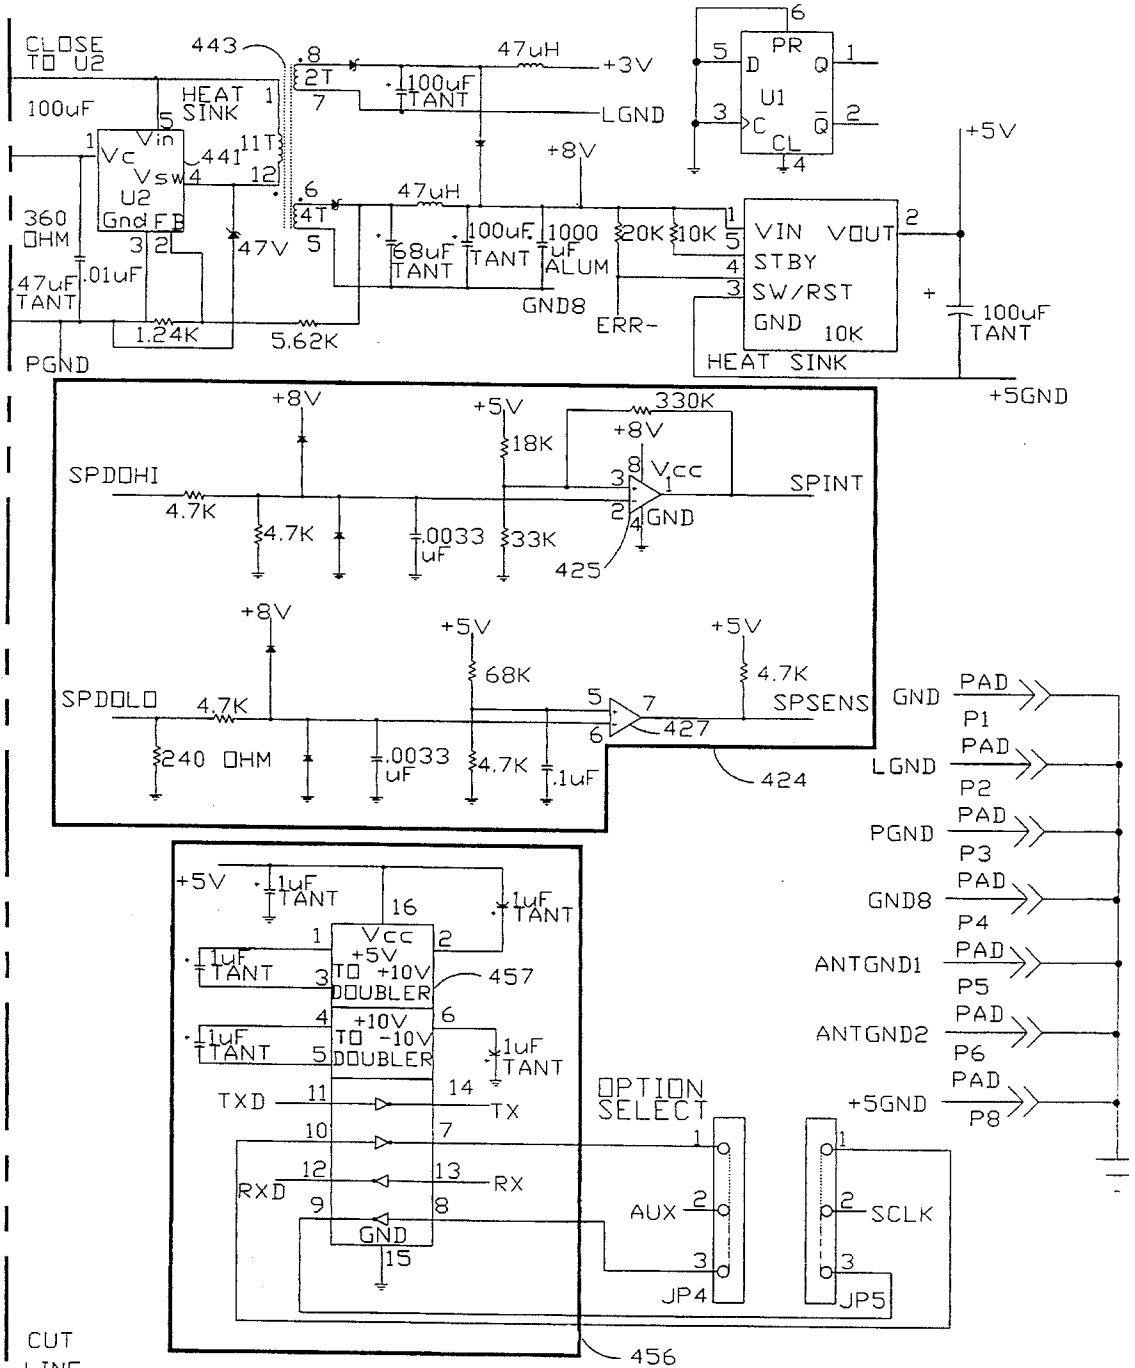 CLOSE
TO U2
443
8
2T
7
47uH
+3V
100uF
TANT
LGND
6
PR
5
D
Q
1
U1
3
C
Q̅
2
CL
4
100uF
HEAT
SINK
1
5
Vin
1
Vc
Vsw
4
441
11T
12
U2
Gnd
FB
3
2
47V
+8V
+5V
6
4T
5
47uH
68uF
TANT
100uF
TANT
1000
uF
ALUM
20K
10K
GND8
ERR-
1
5
4
3
VIN
VOUT
2
STBY
SW/RST
GND
10K
HEAT SINK
+
100uF
TANT
+5GND
360
OHM
.01uF
47uF
TANT
1.24K
5.62K
PGND
+8V
+5V
330K
18K
+8V
SPDOHI
8
Vcc
3
1
SPINT
4.7K
2
4
GND
4.7K
.0033
uF
33K
425
+8V
+5V
+5V
68K
4.7K
SPDOLO
4.7K
5
7
SPSENS
6
427
240 OHM
.0033
uF
4.7K
.1uF
424
GND
PAD
P1
LGND
PAD
P2
PGND
PAD
P3
GND8
PAD
P4
ANTGND1
PAD
P5
ANTGND2
PAD
P6
+5GND
PAD
P8
+5V
1uF
TANT
16
1uF
TANT
1
Vcc
2
+5V
TO +10V
DOUBLER
1uF
TANT
3
457
4
+10V
6
TO -10V
DOUBLER
1uF
TANT
5
1uF
TANT
TXD
11
14
TX
10
7
RXD
12
13
RX
9
8
GND
15
OPTION
SELECT
1
AUX
2
3
JP4
1
2
SCLK
3
JP5
456
CUT
LINE